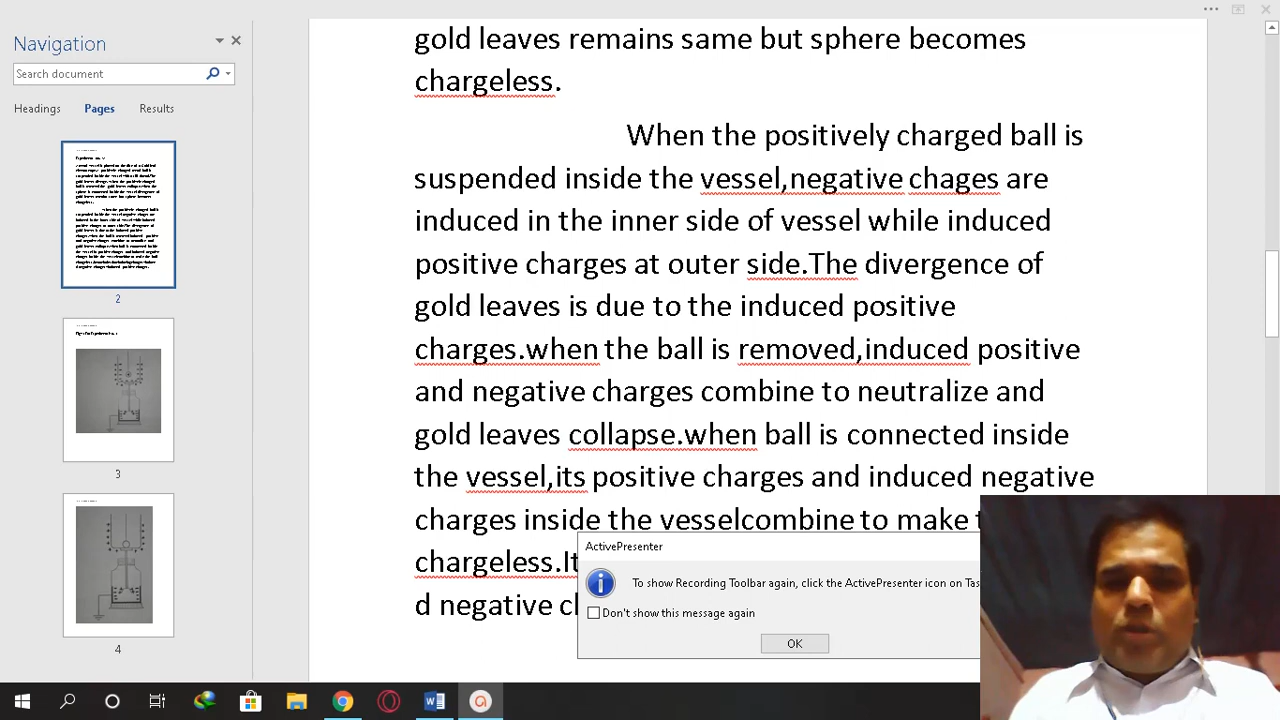 Navigation
Search document
Headings
Pages
Results
2
3
4
gold leaves remains same but sphere becomes
chargeless.
When the positively charged ball is
suspended inside the vessel,negative chages are
induced in the inner side of vessel while induced
positive charges at outer side.The divergence of
gold leaves is due to the induced positive
charges.when the ball is removed,induced positive
and negative charges combine to neutralize and
gold leaves collapse.when ball is connected inside
the vessel,its positive charges and induced negative
charges inside the vesselcombine to make
chargeless.It
d negative
ActivePresenter
To show Recording Toolbar again, click the ActivePresenter icon on
Don't show this message again
OK